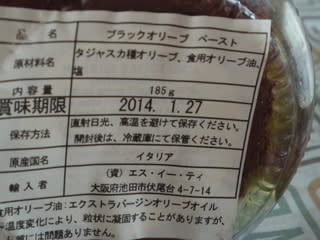 品 名 ブラックオリーブ ペースト
原材料名 タジャスカ種オリーブ、食用オリーブ油、
塩
内容量 185g
賞味期限 2014. 1.27
保存方法 直射日光、高温を避けて保存ください。
開封後は、冷蔵庫にて保管ください。
原産国名 イタリア
輸入者 (資)エス・イー・ティ
大阪府池田市伏尾台4-7-14
食用オリーブ油:エクストラバージンオリーブオイル
温度変化により、粒状に凝固することがありますが、
質には問題ありません。